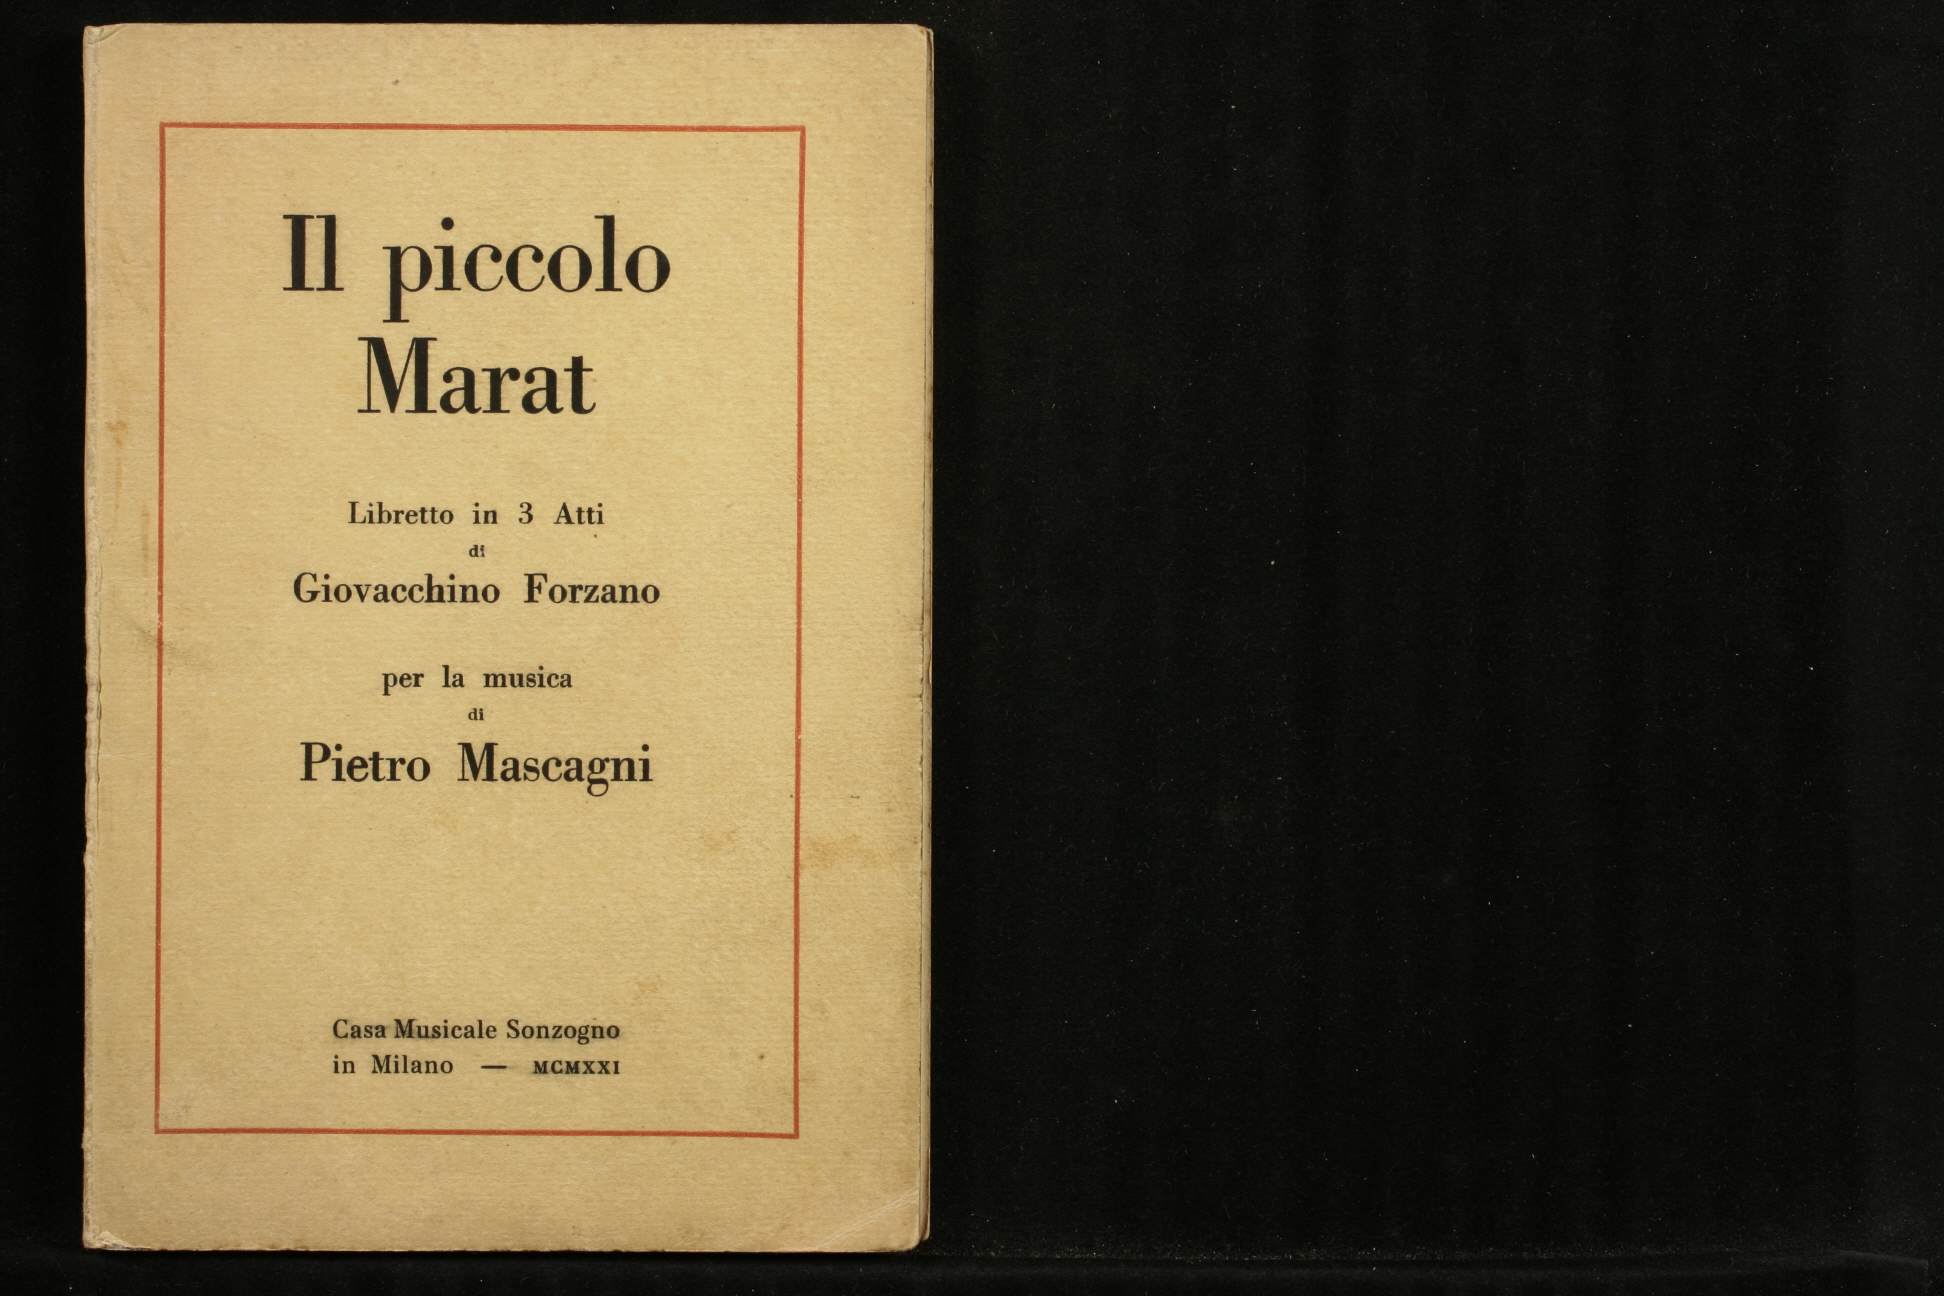 Il piccolo
Marat
Libretto in 3 Atti
di
Giovacchino Forzano
per la musica
di
Pietro Mascagni
Casa Musicale Sonzogno
in Milano — MCMXXI